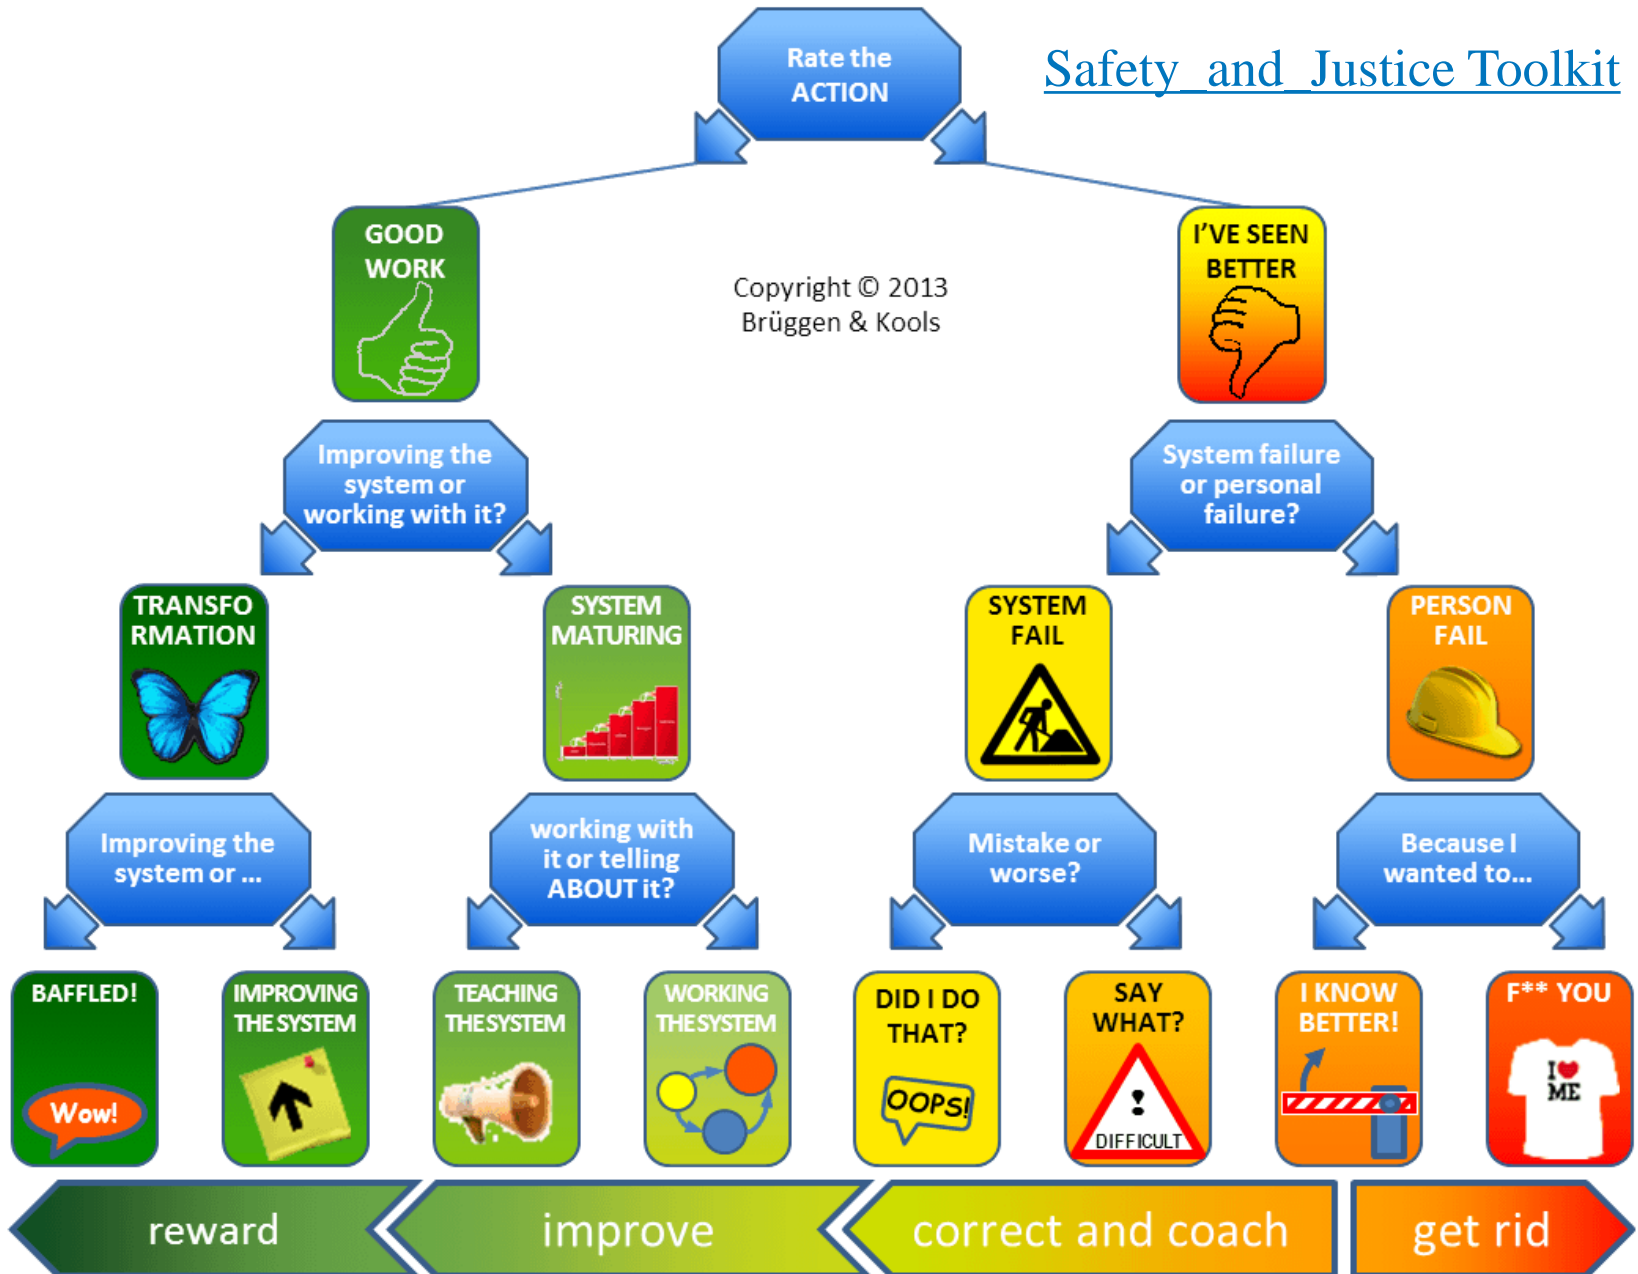 Rate the
ACTION
Safety_and_Justice Toolkit
GOOD
WORK
I'VE SEEN
BETTER
Copyright © 2013
Brüggen & Kools
Improving the
system or
working with it?
System failure
or personal
failure?
TRANSFO
RMATION
SYSTEM
MATURING
SYSTEM
FAIL
PERSON
FAIL
Improving the
system or ...
working with
it or telling
ABOUT it?
Mistake or
worse?
Because I
wanted to...
BAFFLED!
Wow!
IMPROVING
THE SYSTEM
TEACHING
THE SYSTEM
WORKING
THE SYSTEM
DID I DO
THAT?
OOPS!
SAY
WHAT?
!
DIFFICULT
I KNOW
BETTER!
F** YOU
I ❤
ME
reward
improve
correct and coach
get rid